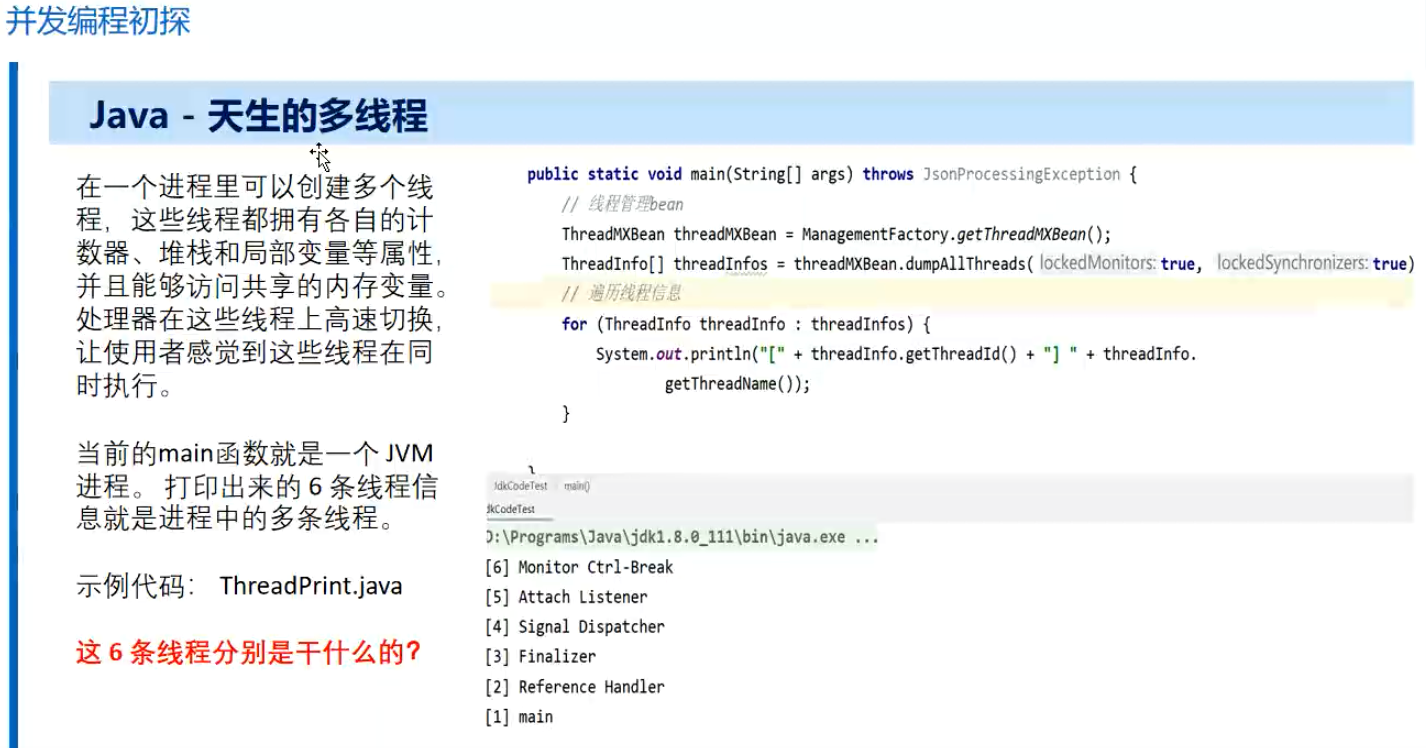 并发编程初探
Java - 天生的多线程
在一个进程里可以创建多个线
程，这些线程都拥有各自的计
数器、堆栈和局部变量等属性，
并且能够访问共享的内存变量。
处理器在这些线程上高速切换，
让使用者感觉到这些线程在同
时执行。
当前的main函数就是一个 JVM
进程。 打印出来的 6 条线程信
息就是进程中的多条线程。
示例代码： ThreadPrint.java
这 6 条线程分别是干什么的？
public static void main(String[] args) throws JsonProcessingException {
// 线程管理bean
ThreadMXBean threadMXBean = ManagementFactory.getThreadMXBean();
ThreadInfo[] threadInfos = threadMXBean.dumpAllThreads( lockedMonitors: true, lockedSynchronizers: true)
// 遍历线程信息
for (ThreadInfo threadInfo : threadInfos) {
System.out.println("[" + threadInfo.getThreadId() + "] " + threadInfo.
getThreadName());
}
}
JdkCodeTest main()
JkCodeTest
D:\Programs\Java\jdk1.8.0_111\bin\java.exe ...
[6] Monitor Ctrl-Break
[5] Attach Listener
[4] Signal Dispatcher
[3] Finalizer
[2] Reference Handler
[1] main